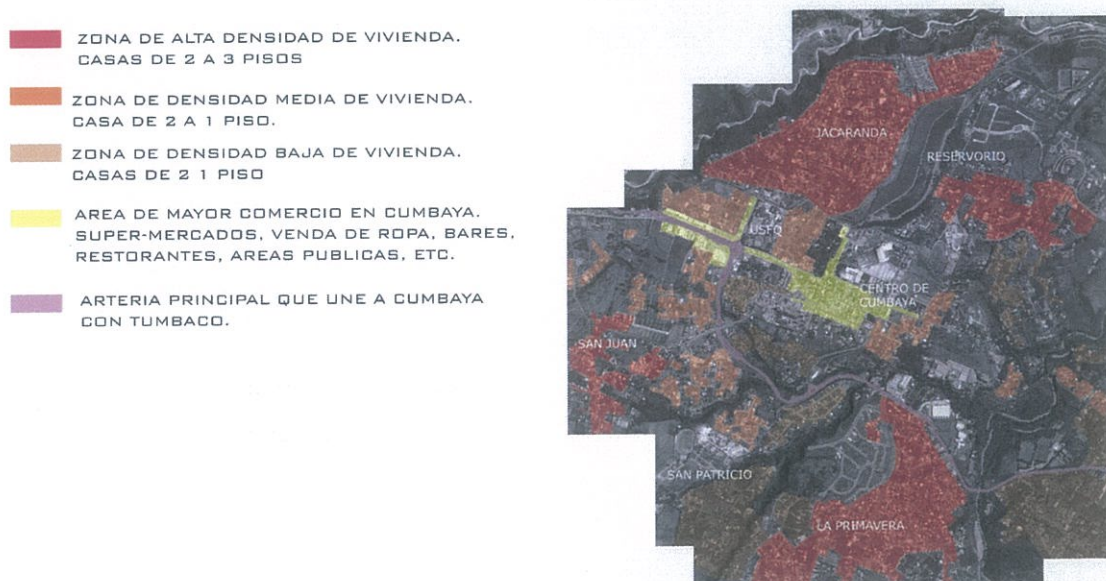 ZONA DE ALTA DENSIDAD DE VIVIENDA.
CASAS DE 2 A 3 PISOS
ZONA DE DENSIDAD MEDIA DE VIVIENDA.
CASA DE 2 A 1 PISO.
ZONA DE DENSIDAD BAJA DE VIVIENDA.
CASAS DE 2 1 PISO
AREA DE MAYOR COMERCIO EN CUMBAYA.
SUPER-MERCADOS, VENDA DE ROPA, BARES,
RESTORANTES, AREAS PUBLICAS, ETC.
ARTERIA PRINCIPAL QUE UNE A CUMBAYA
CON TUMBACO.
JACARANDA
RESERVORIO
USFQ
CENTRO DE
CUMBAYA
SAN JUAN
SAN PATRICIO
LA PRIMAVERA